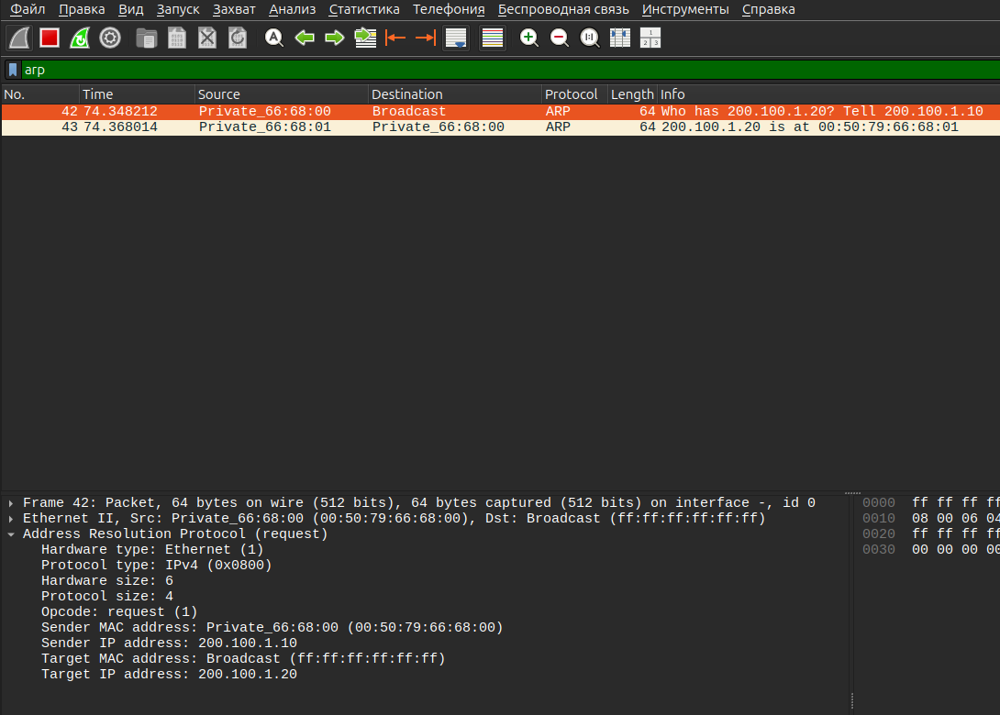 Файл Правка Вид Запуск Захват Анализ Статистика Телефония Беспроводная связь Инструменты Справка
arp
No. Time Source Destination Protocol Length Info
42 74.348212 Private_66:68:00 Broadcast ARP 64 Who has 200.100.1.20? Tell 200.100.1.10
43 74.368014 Private_66:68:01 Private_66:68:00 ARP 64 200.100.1.20 is at 00:50:79:66:68:01
Frame 42: Packet, 64 bytes on wire (512 bits), 64 bytes captured (512 bits) on interface -, id 0
Ethernet II, Src: Private_66:68:00 (00:50:79:66:68:00), Dst: Broadcast (ff:ff:ff:ff:ff:ff)
Address Resolution Protocol (request)
Hardware type: Ethernet (1)
Protocol type: IPv4 (0x0800)
Hardware size: 6
Protocol size: 4
Opcode: request (1)
Sender MAC address: Private_66:68:00 (00:50:79:66:68:00)
Sender IP address: 200.100.1.10
Target MAC address: Broadcast (ff:ff:ff:ff:ff:ff)
Target IP address: 200.100.1.20
0000 ff ff ff ff
0010 08 00 06 04
0020 ff ff ff ff
0030 00 00 00 00